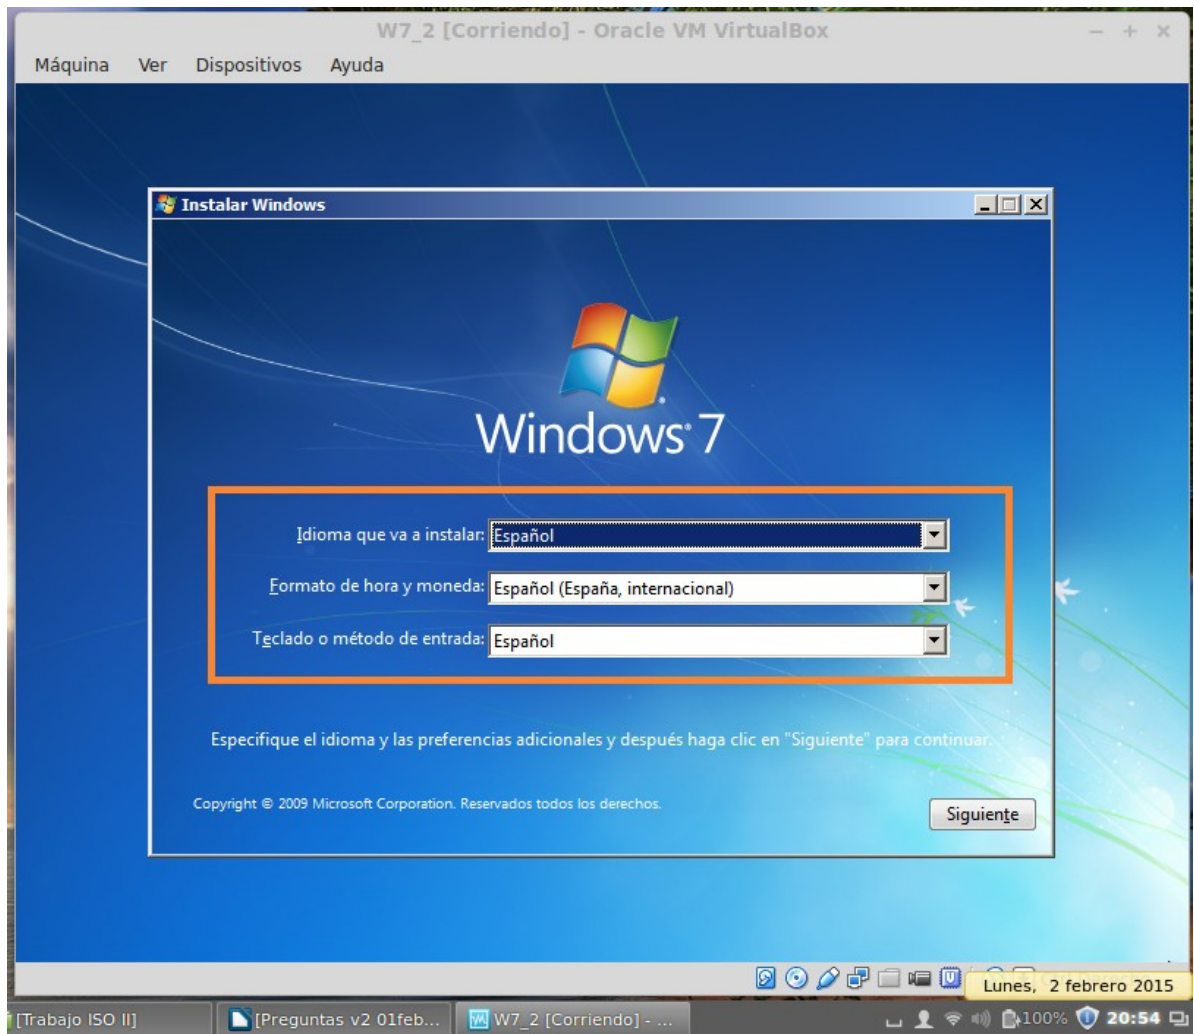 W7_2 [Corriendo] - Oracle VM VirtualBox
Máquina Ver Dispositivos Ayuda
Instalar Windows
Windows® 7
Idioma que va a instalar: Español
Formato de hora y moneda: Español (España, internacional)
Teclado o método de entrada: Español
Especifique el idioma y las preferencias adicionales y después haga clic en "Siguiente" para continuar.
Copyright © 2009 Microsoft Corporation. Reservados todos los derechos.
Siguiente
Lunes, 2 febrero 2015
[Trabajo ISO II] [Preguntas v2 01feb... W7_2 [Corriendo] - ... 100% 20:54